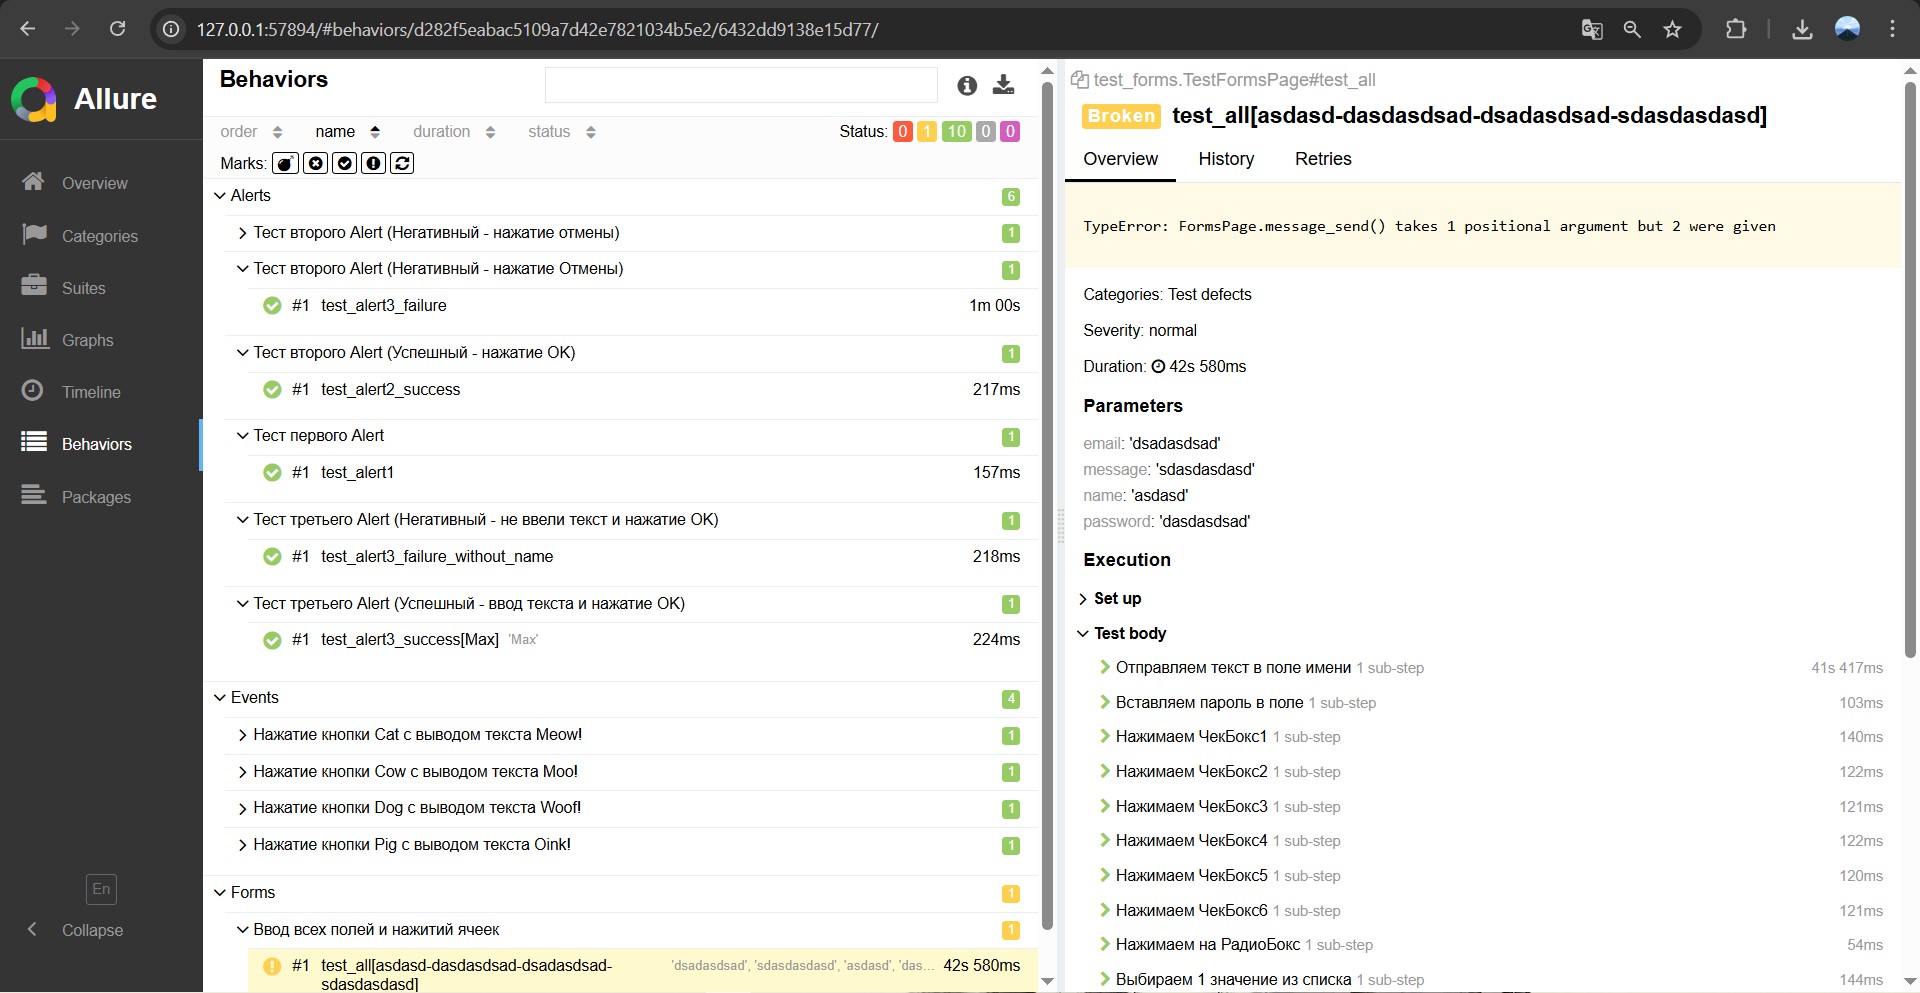 127.0.0.1:57894/#behaviors/d282f5eabac5109a7d42e7821034b5e2/6432dd9138e15d77/
Allure
Overview
Categories
Suites
Graphs
Timeline
Behaviors
Packages
En
Collapse
Behaviors
order name duration status Status: 0 1 10 0 0
Marks:
Alerts 6
Тест второго Alert (Негативный - нажатие отмены) 1
Тест второго Alert (Негативный - нажатие Отмены) 1
#1 test_alert3_failure 1m 00s
Тест второго Alert (Успешный - нажатие OK) 1
#1 test_alert2_success 217ms
Тест первого Alert 1
#1 test_alert1 157ms
Тест третьего Alert (Негативный - не ввели текст и нажатие OK) 1
#1 test_alert3_failure_without_name 218ms
Тест третьего Alert (Успешный - ввод текста и нажатие OK) 1
#1 test_alert3_success[Max] 'Max' 224ms
Events 4
Нажатие кнопки Cat с выводом текста Meow! 1
Нажатие кнопки Cow с выводом текста Moo! 1
Нажатие кнопки Dog с выводом текста Woof! 1
Нажатие кнопки Pig с выводом текста Oink! 1
Forms 1
Ввод всех полей и нажитий ячеек 1
#1 test_all[asdasd-dasdasdsad-dsadasdsad- 'dsadasdsad', 'sdasdasdasd', 'asdasd', 'das... 42s 580ms
sdasdasdasd]
test_forms.TestFormsPage#test_all
Broken test_all[asdasd-dasdasdsad-dsadasdsad-sdasdasdasd]
Overview History Retries
TypeError: FormsPage.message_send() takes 1 positional argument but 2 were given
Categories: Test defects
Severity: normal
Duration: 42s 580ms
Parameters
email: 'dsadasdsad'
message: 'sdasdasdasd'
name: 'asdasd'
password: 'dasdasdsad'
Execution
Set up
Test body
Отправляем текст в поле имени 1 sub-step 41s 417ms
Вставляем пароль в поле 1 sub-step 103ms
Нажимаем ЧекБокс1 1 sub-step 140ms
Нажимаем ЧекБокс2 1 sub-step 122ms
Нажимаем ЧекБокс3 1 sub-step 121ms
Нажимаем ЧекБокс4 1 sub-step 122ms
Нажимаем ЧекБокс5 1 sub-step 120ms
Нажимаем ЧекБокс6 1 sub-step 121ms
Нажимаем на РадиоБокс 1 sub-step 54ms
Выбираем 1 значение из списка 1 sub-step 144ms